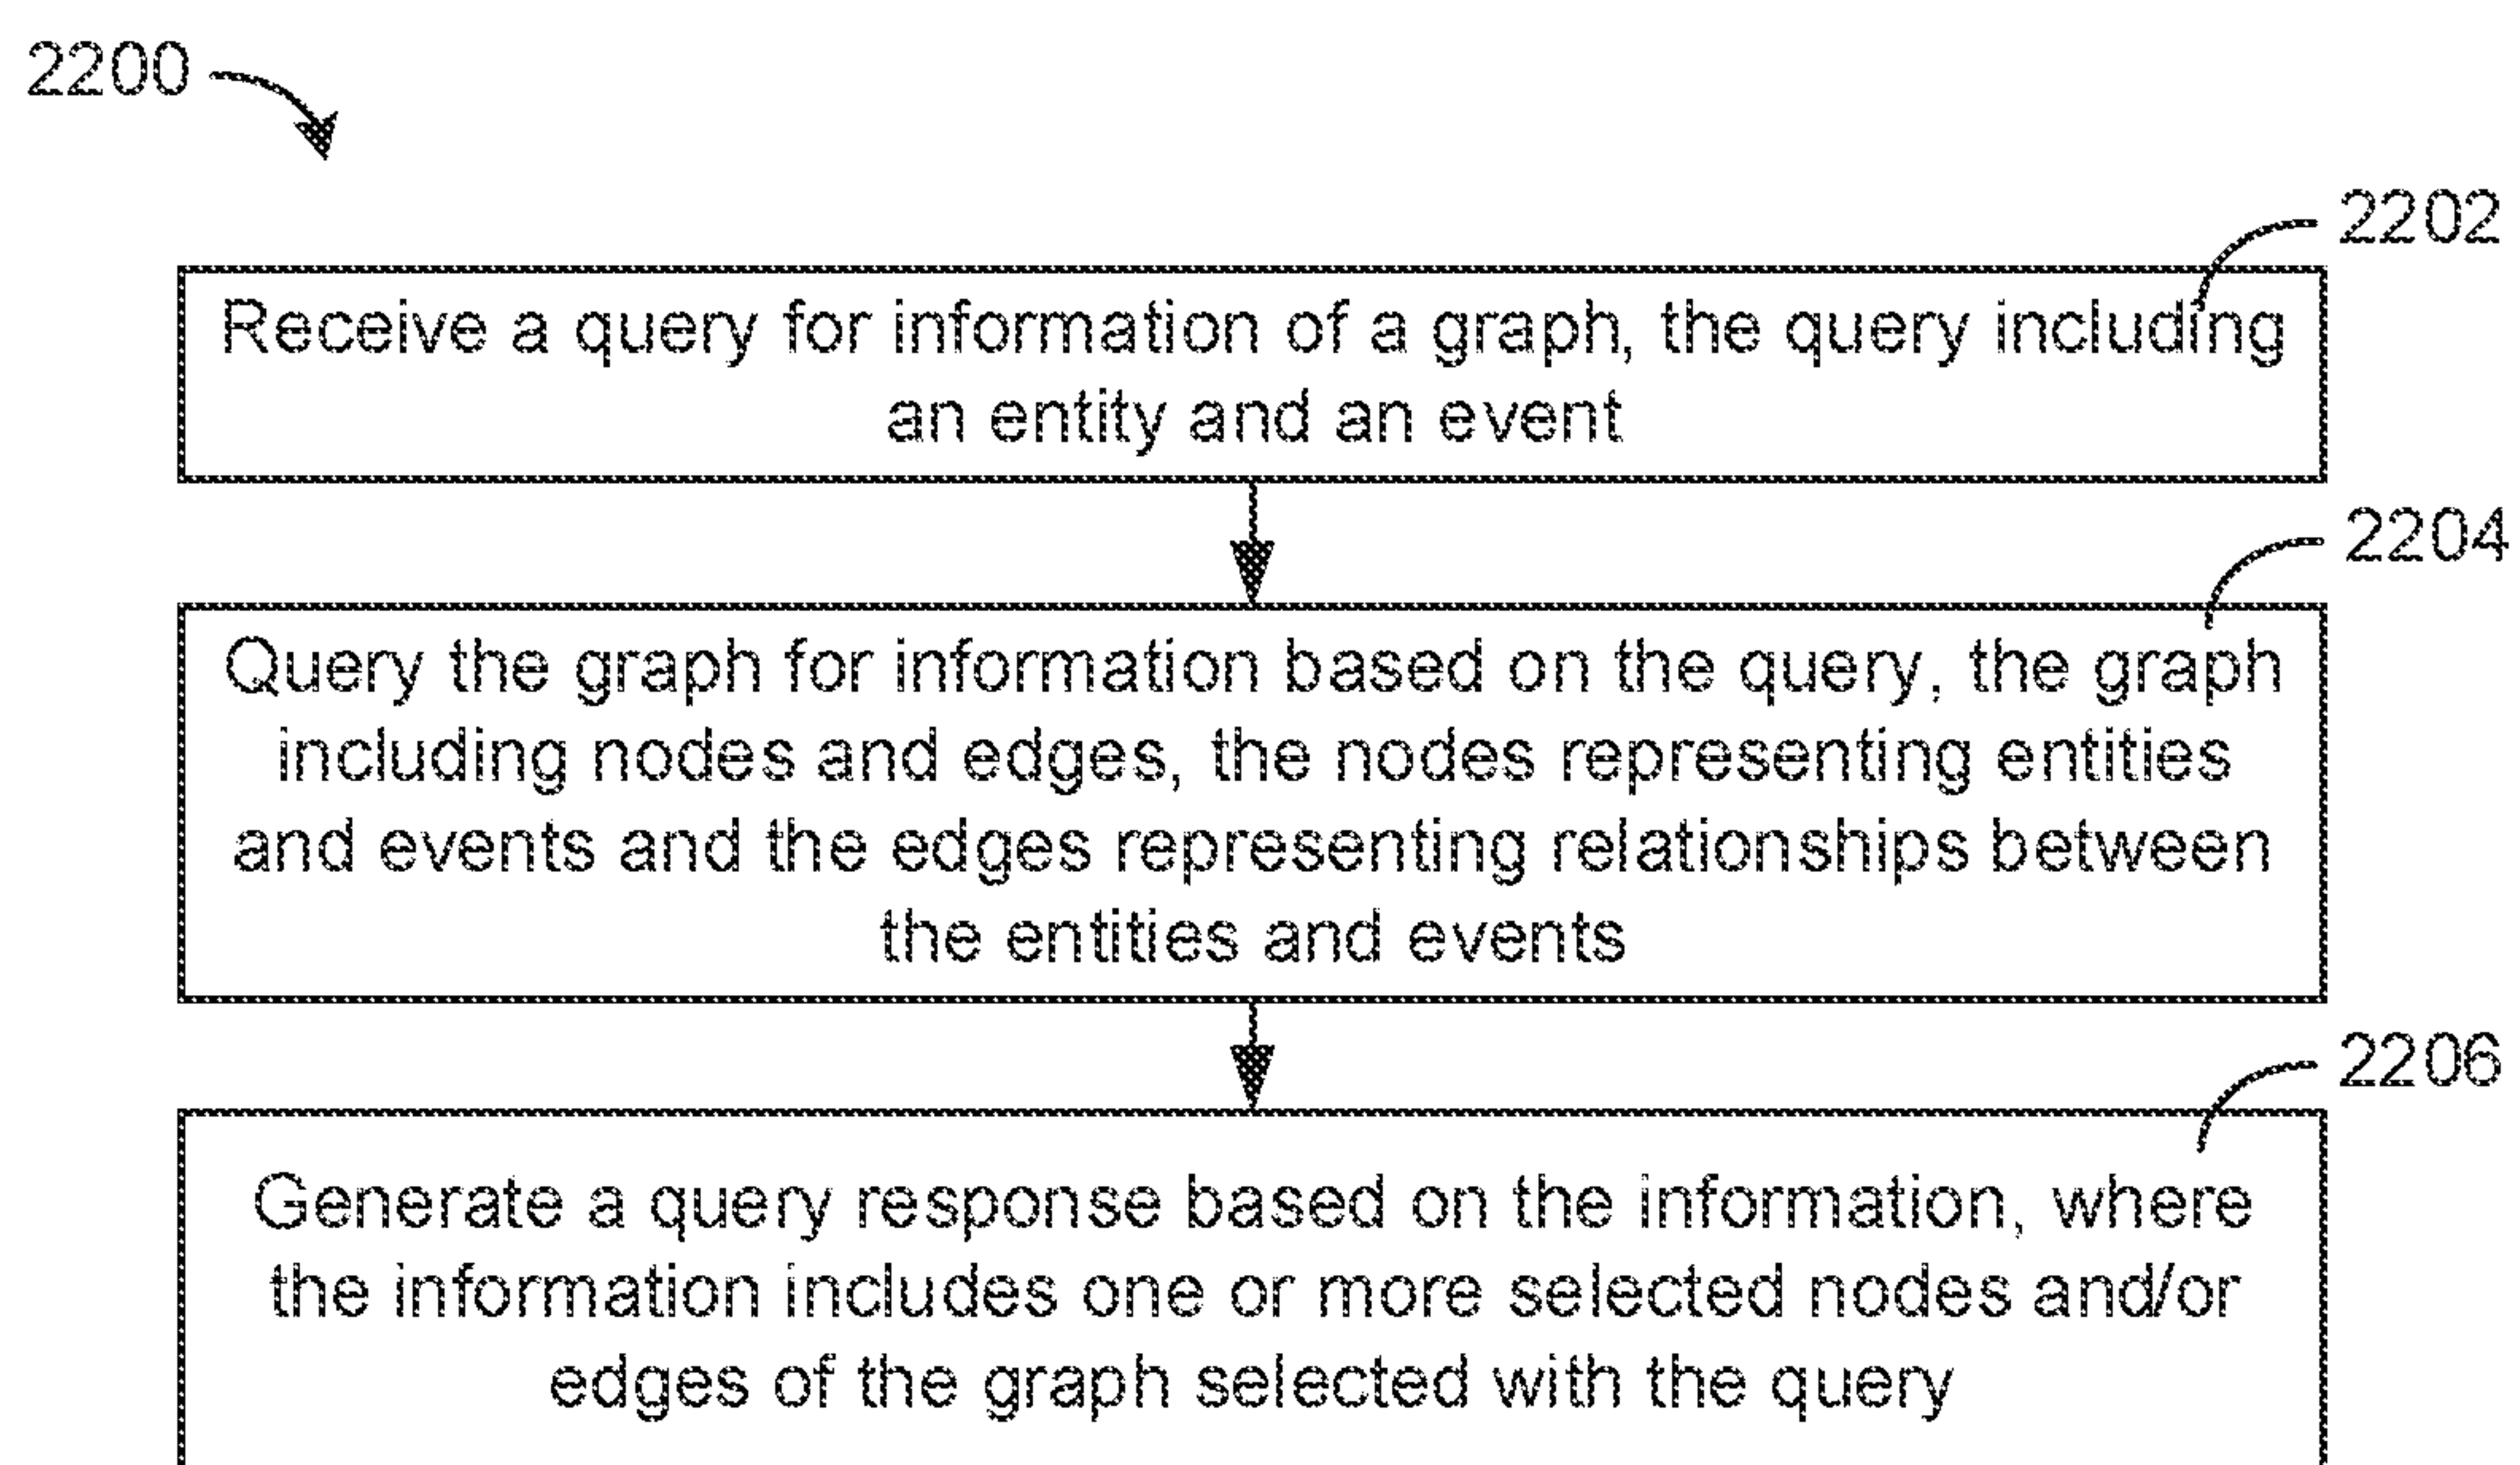 2200
2202
Receive a query for information of a graph, the query including
an entity and an event
2204
Query the graph for information based on the query, the graph
including nodes and edges, the nodes representing entities
and events and the edges representing relationships between
the entities and events
2206
Generate a query response based on the information, where
the information includes one or more selected nodes and/or
edges of the graph selected with the query